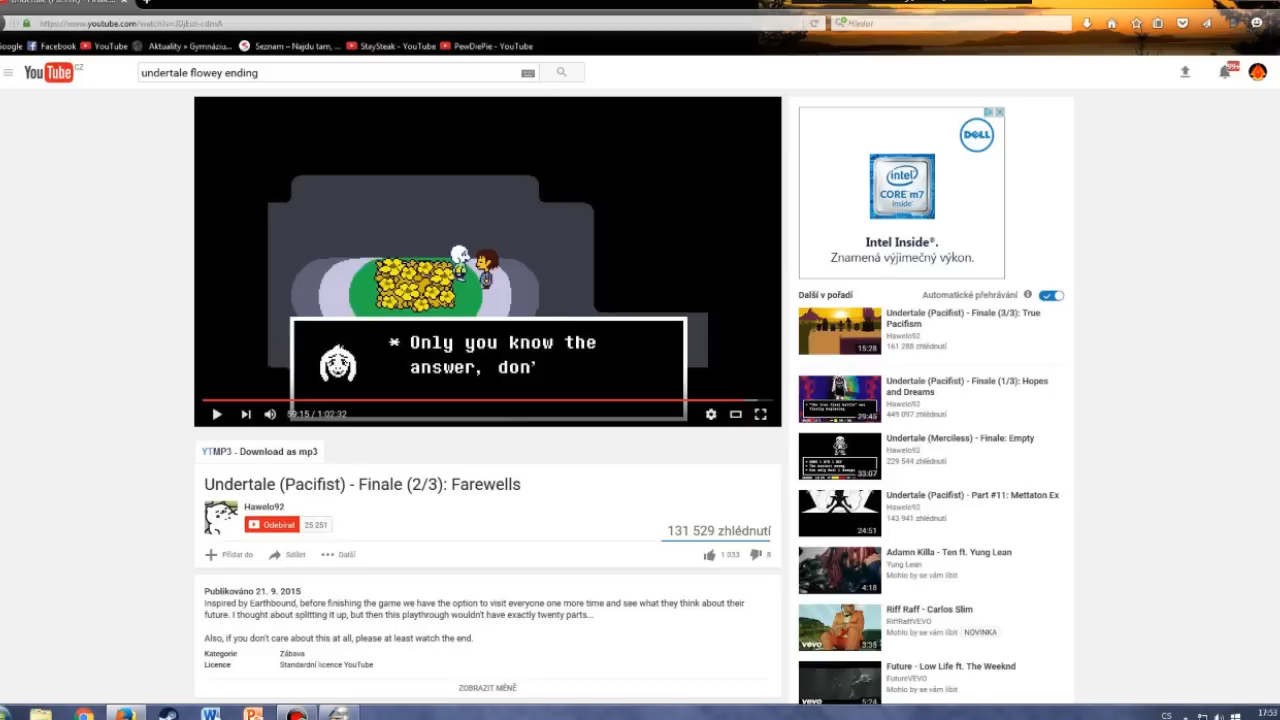 YouTube CZ
undertale flowey ending
Google Facebook YouTube Aktuality » Gymnáziu... Seznam – Najdu tam, ... StaySteak - YouTube PewDiePie - YouTube
Hledat
99+
* Only you know the
answer, don'
59:15 / 1:02:32
YTMP3 - Download as mp3
Undertale (Pacifist) - Finale (2/3): Farewells
Hawelo92
Odebírat 25 251
131 529 zhlédnutí
Přidat do Sdílet Další
1 033 8
Publikováno 21. 9. 2015
Inspired by Earthbound, before finishing the game we have the option to visit everyone one more time and see what they think about their
future. I thought about splitting it up, but then this playthrough wouldn't have exactly twenty parts...
Also, if you don't care about this at all, please at least watch the end.
Kategorie Zábava
Licence Standardní licence YouTube
ZOBRAZIT MÉNĚ
DELL
intel
CORE m7
inside
Intel Inside®.
Znamená výjimečný výkon.
Další v pořadí Automatické přehrávání
Undertale (Pacifist) - Finale (3/3): True
Pacifism
Hawelo92
161 288 zhlédnutí
15:28
Undertale (Pacifist) - Finale (1/3): Hopes
and Dreams
Hawelo92
449 097 zhlédnutí
29:45
Undertale (Merciless) - Finale: Empty
Hawelo92
229 544 zhlédnutí
33:07
Undertale (Pacifist) - Part #11: Mettaton Ex
Hawelo92
143 941 zhlédnutí
24:51
Adamn Killa - Ten ft. Yung Lean
Yung Lean
Mohlo by se vám líbit
4:18
Riff Raff - Carlos Slim
RiffRaffVEVO
Mohlo by se vám líbit NOVINKA
vevo 3:35
Future - Low Life ft. The Weeknd
FutureVEVO
Mohlo by se vám líbit
vevo 5:24
CS 17:53